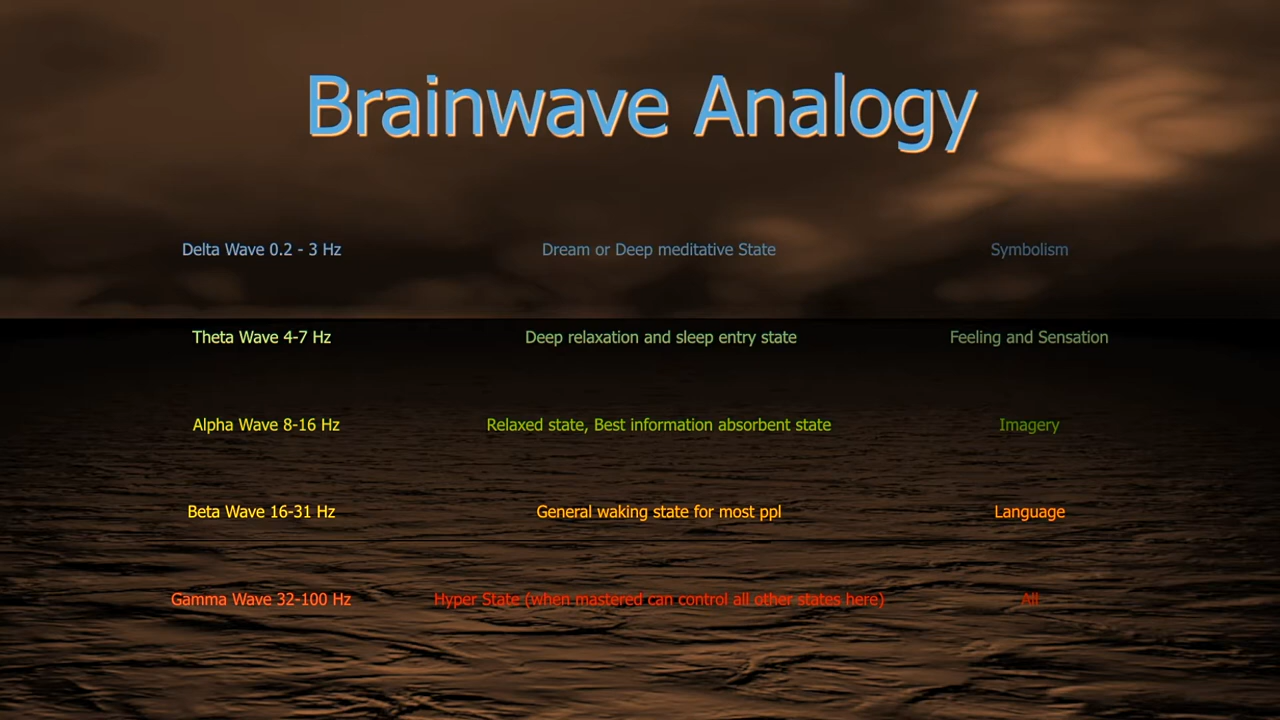 Brainwave Analogy
Delta Wave 0.2 - 3 Hz Dream or Deep meditative State Symbolism
Theta Wave 4-7 Hz Deep relaxation and sleep entry state Feeling and Sensation
Alpha Wave 8-16 Hz Relaxed state, Best information absorbent state Imagery
Beta Wave 16-31 Hz General waking state for most ppl Language
Gamma Wave 32-100 Hz Hyper State (when mastered can control all other states here) All